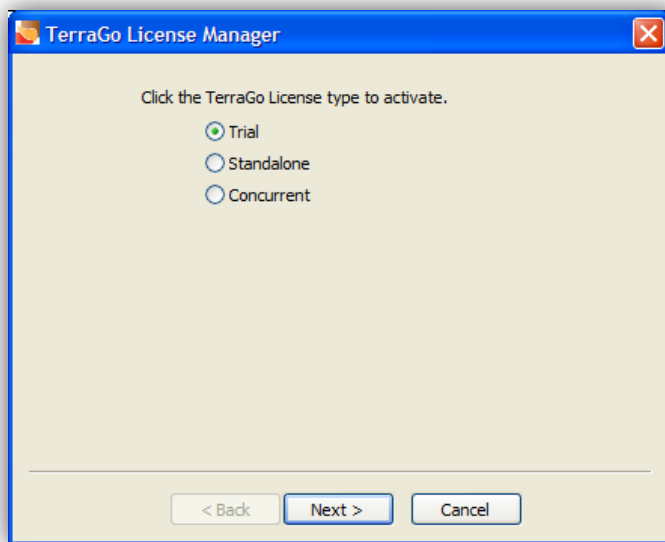 TerraGo License Manager
Click the TerraGo License type to activate.
Trial
Standalone
Concurrent
< Back Next > Cancel